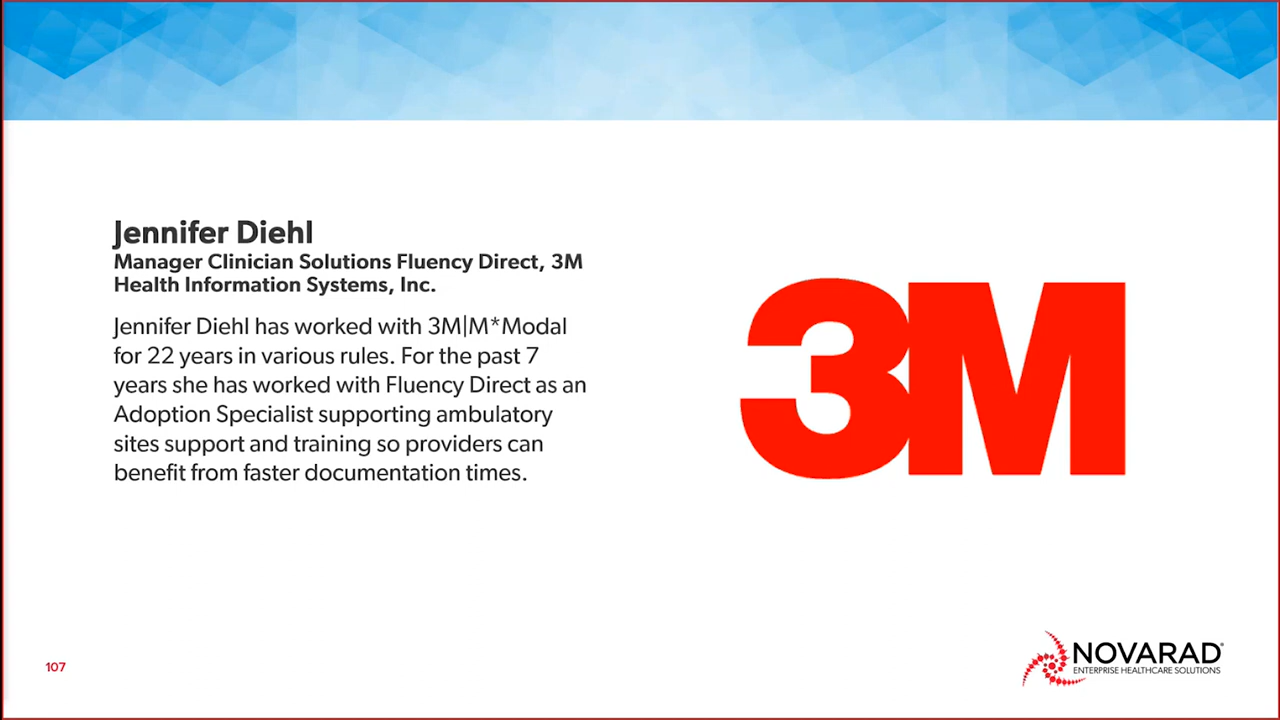 Jennifer Diehl
Manager Clinician Solutions Fluency Direct, 3M
Health Information Systems, Inc.
Jennifer Diehl has worked with 3M|M*Modal
for 22 years in various rules. For the past 7
years she has worked with Fluency Direct as an
Adoption Specialist supporting ambulatory
sites support and training so providers can
benefit from faster documentation times.
3M
107
NOVARAD®
ENTERPRISE HEALTHCARE SOLUTIONS